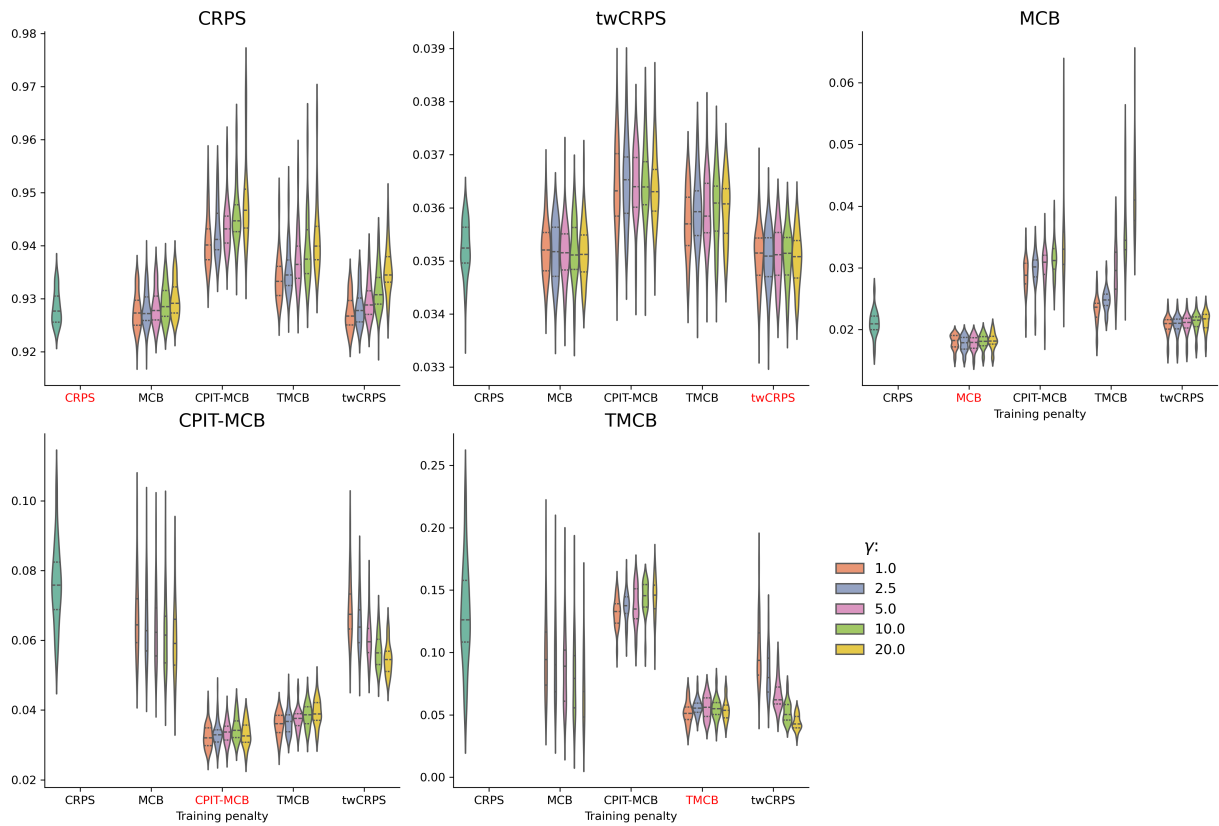 CRPS
0.98
0.97
0.96
0.95
0.94
0.93
0.92
CRPS MCB CPIT-MCB TMCB twCRPS
twCRPS
0.039
0.038
0.037
0.036
0.035
0.034
0.033
CRPS MCB CPIT-MCB TMCB twCRPS
MCB
0.06
0.05
0.04
0.03
0.02
CRPS MCB CPIT-MCB TMCB twCRPS
Training penalty
CPIT-MCB
0.10
0.08
0.06
0.04
0.02
CRPS MCB CPIT-MCB TMCB twCRPS
Training penalty
TMCB
0.25
0.20
0.15
0.10
0.05
0.00
CRPS MCB CPIT-MCB TMCB twCRPS
Training penalty
γ:
1.0
2.5
5.0
10.0
20.0